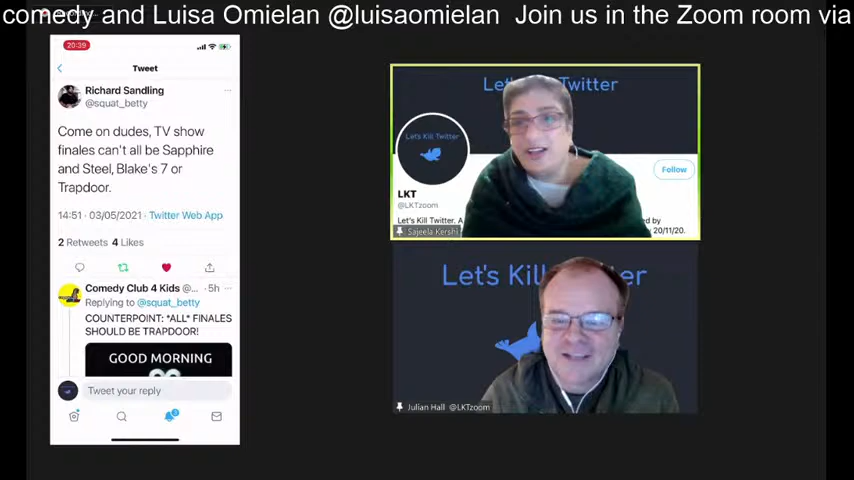 comedy and Luisa Omielan @luisaomielan Join us in the Zoom room via
20:39
Tweet
Richard Sandling
@squat_betty
Come on dudes, TV show
finales can't all be Sapphire
and Steel, Blake's 7 or
Trapdoor.
14:51 · 03/05/2021 · Twitter Web App
2 Retweets 4 Likes
Comedy Club 4 Kids @... · 5h
Replying to @squat_betty
COUNTERPOINT: *ALL* FINALES
SHOULD BE TRAPDOOR!
GOOD MORNING
Tweet your reply
Let's Twitter
Let's Kill Twitter
Follow
LKT
@LKTzoom
Let's Kill Twitter. A
ed by
20/11/20.
Sajeela Kershi
Let's Kil tter
Julian Hall @LKTzoom